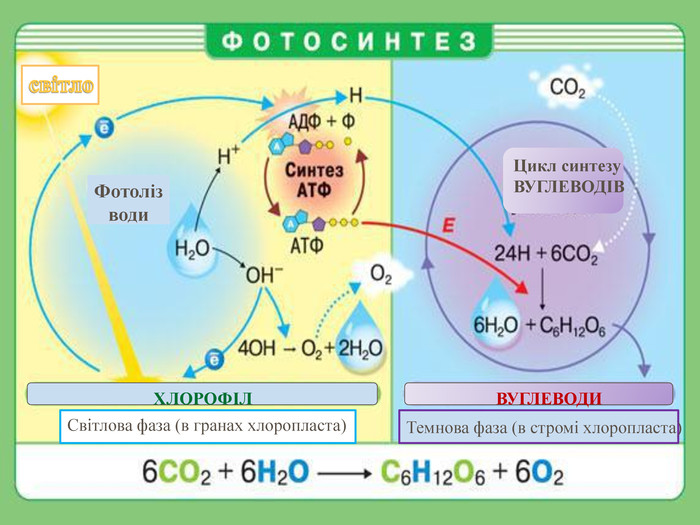 ФОТОСИНТЕЗ
світло
ē
H
АДФ + Ф
H⁺
A
Синтез
АТФ
Фотоліз
води
H₂O
A
АТФ
OH⁻
O₂
4OH → O₂ + 2H₂O
ē
CO₂
Цикл синтезу
ВУГЛЕВОДІВ
E
24H + 6CO₂
6H₂O + C₆H₁₂O₆
ХЛОРОФІЛ
ВУГЛЕВОДИ
Світлова фаза (в гранах хлоропласта)
Темнова фаза (в стромі хлоропласта)
6CO₂ + 6H₂O → C₆H₁₂O₆ + 6O₂